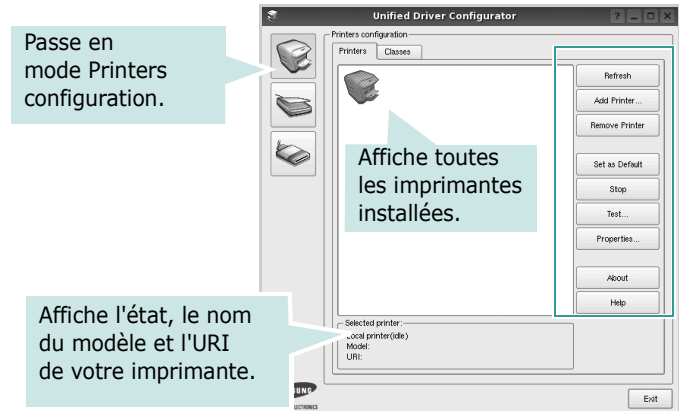 Unified Driver Configurator
Passe en
mode Printers
configuration.
Printers configuration
Printers
Classes
Refresh
Add Printer...
Remove Printer
Affiche toutes
les imprimantes
installées.
Set as Default
Stop
Test...
Properties...
About
Help
Affiche l'état, le nom
du modèle et l'URI
de votre imprimante.
Selected printer:
Local printer(idle)
Model:
URI:
Exit